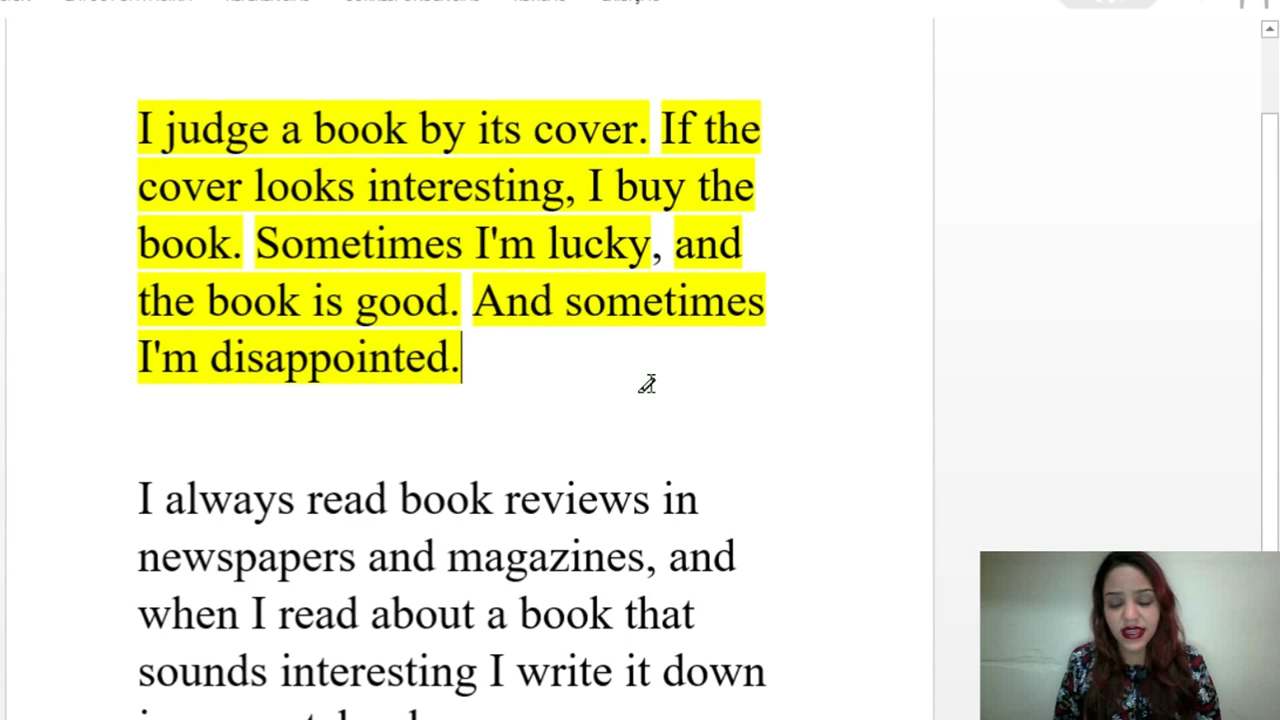 I judge a book by its cover. If the
cover looks interesting, I buy the
book. Sometimes I'm lucky, and
the book is good. And sometimes
I'm disappointed.
I always read book reviews in
newspapers and magazines, and
when I read about a book that
sounds interesting I write it down